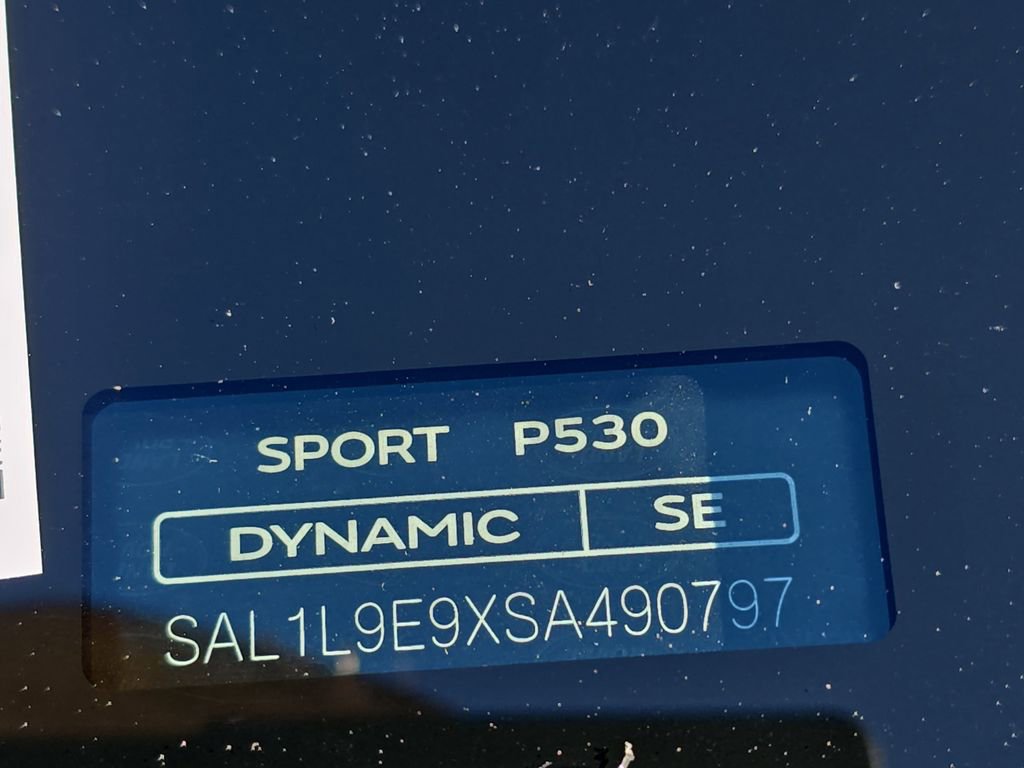 SPORT P530
DYNAMIC SE
SAL1L9E9XSA490797